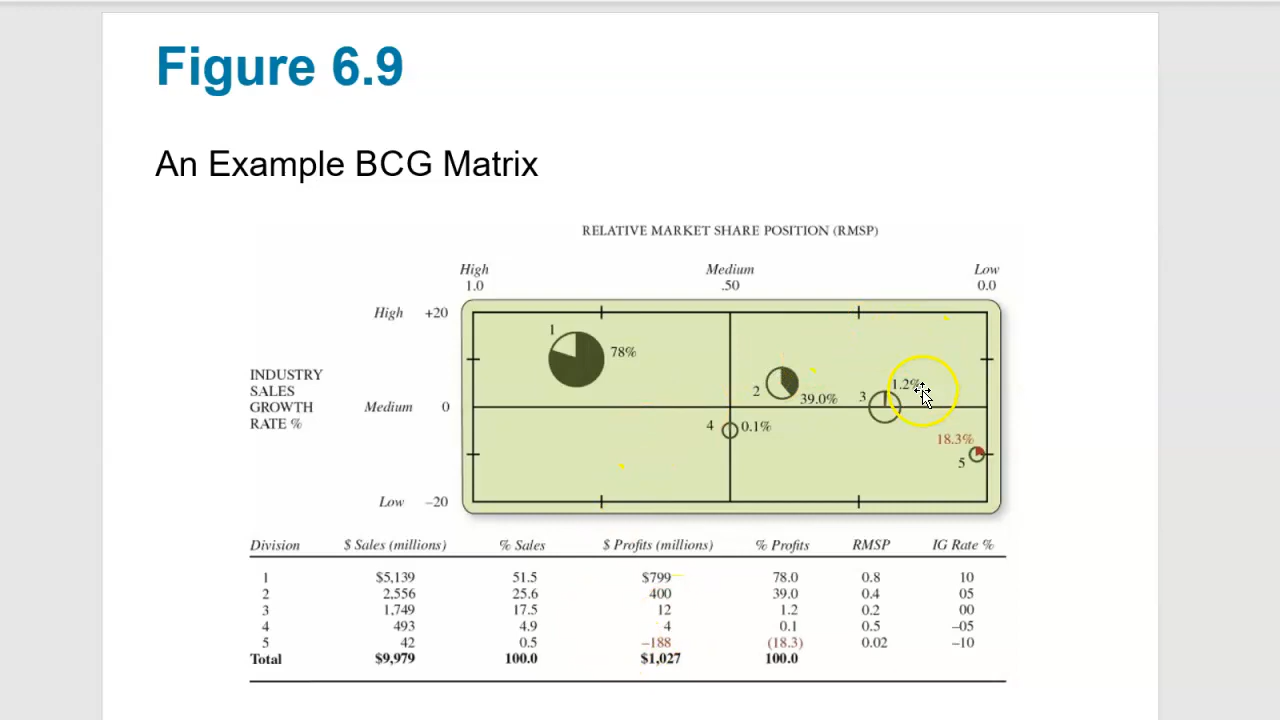 Figure 6.9
An Example BCG Matrix
RELATIVE MARKET SHARE POSITION (RMSP)
High Medium Low
1.0 .50 0.0
High +20
1
78%
INDUSTRY
SALES
GROWTH
RATE %
Medium 0
2
39.0%
3
1.2%
4 0.1%
18.3%
5
Low –20
Division $ Sales (millions) % Sales $ Profits (millions) % Profits RMSP IG Rate %
1 $5,139 51.5 $799 78.0 0.8 10
2 2,556 25.6 400 39.0 0.4 05
3 1,749 17.5 12 1.2 0.2 00
4 493 4.9 4 0.1 0.5 –05
5 42 0.5 –188 (18.3) 0.02 –10
Total $9,979 100.0 $1,027 100.0